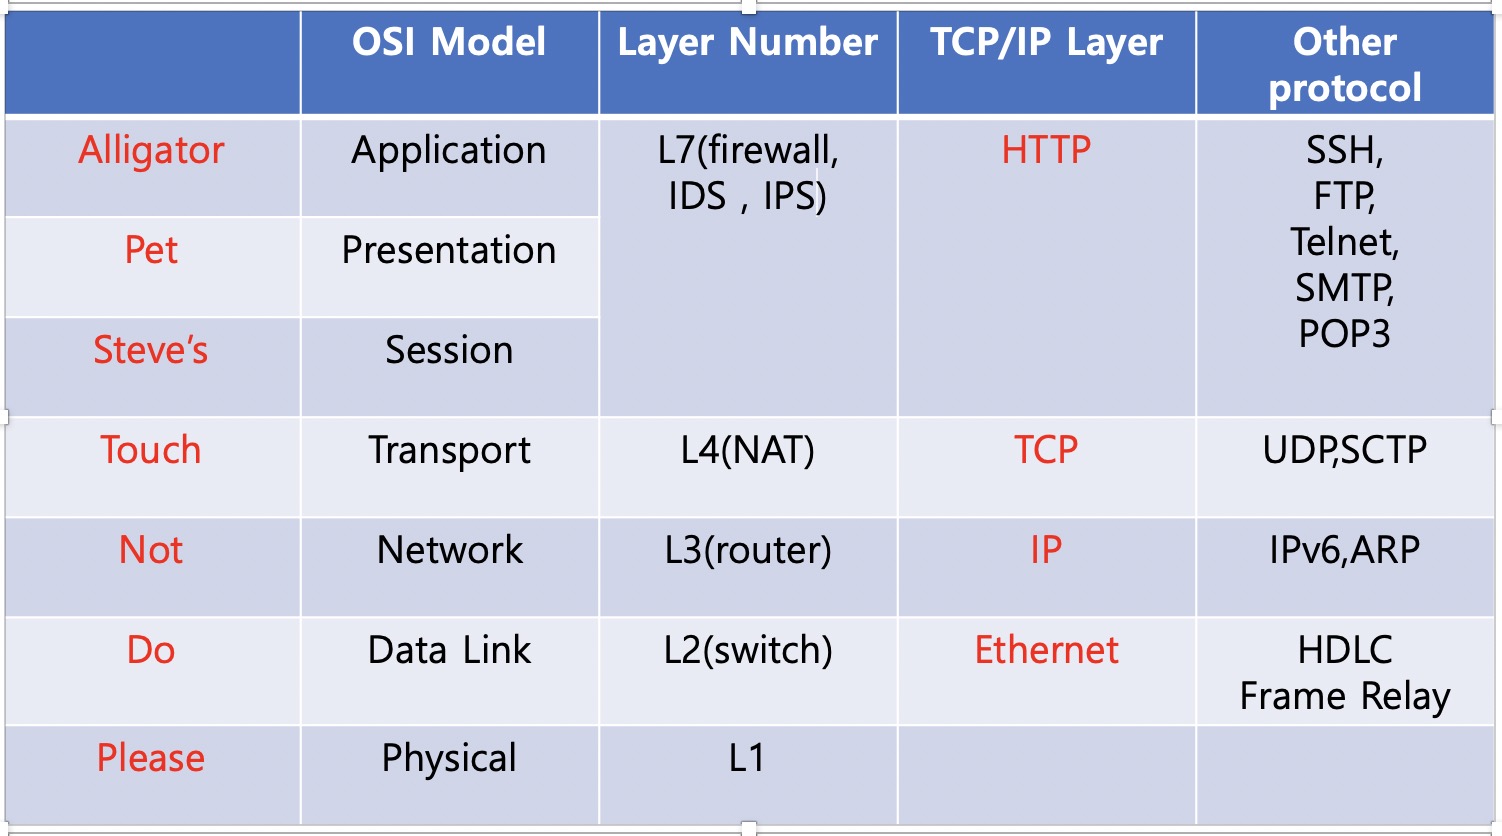 OSI Model
Layer Number
TCP/IP Layer
Other
protocol
Alligator
Application
L7(firewall,
IDS , IPS)
HTTP
SSH,
FTP,
Telnet,
SMTP,
POP3
Pet
Presentation
Steve’s
Session
Touch
Transport
L4(NAT)
TCP
UDP,SCTP
Not
Network
L3(router)
IP
IPv6,ARP
Do
Data Link
L2(switch)
Ethernet
HDLC
Frame Relay
Please
Physical
L1